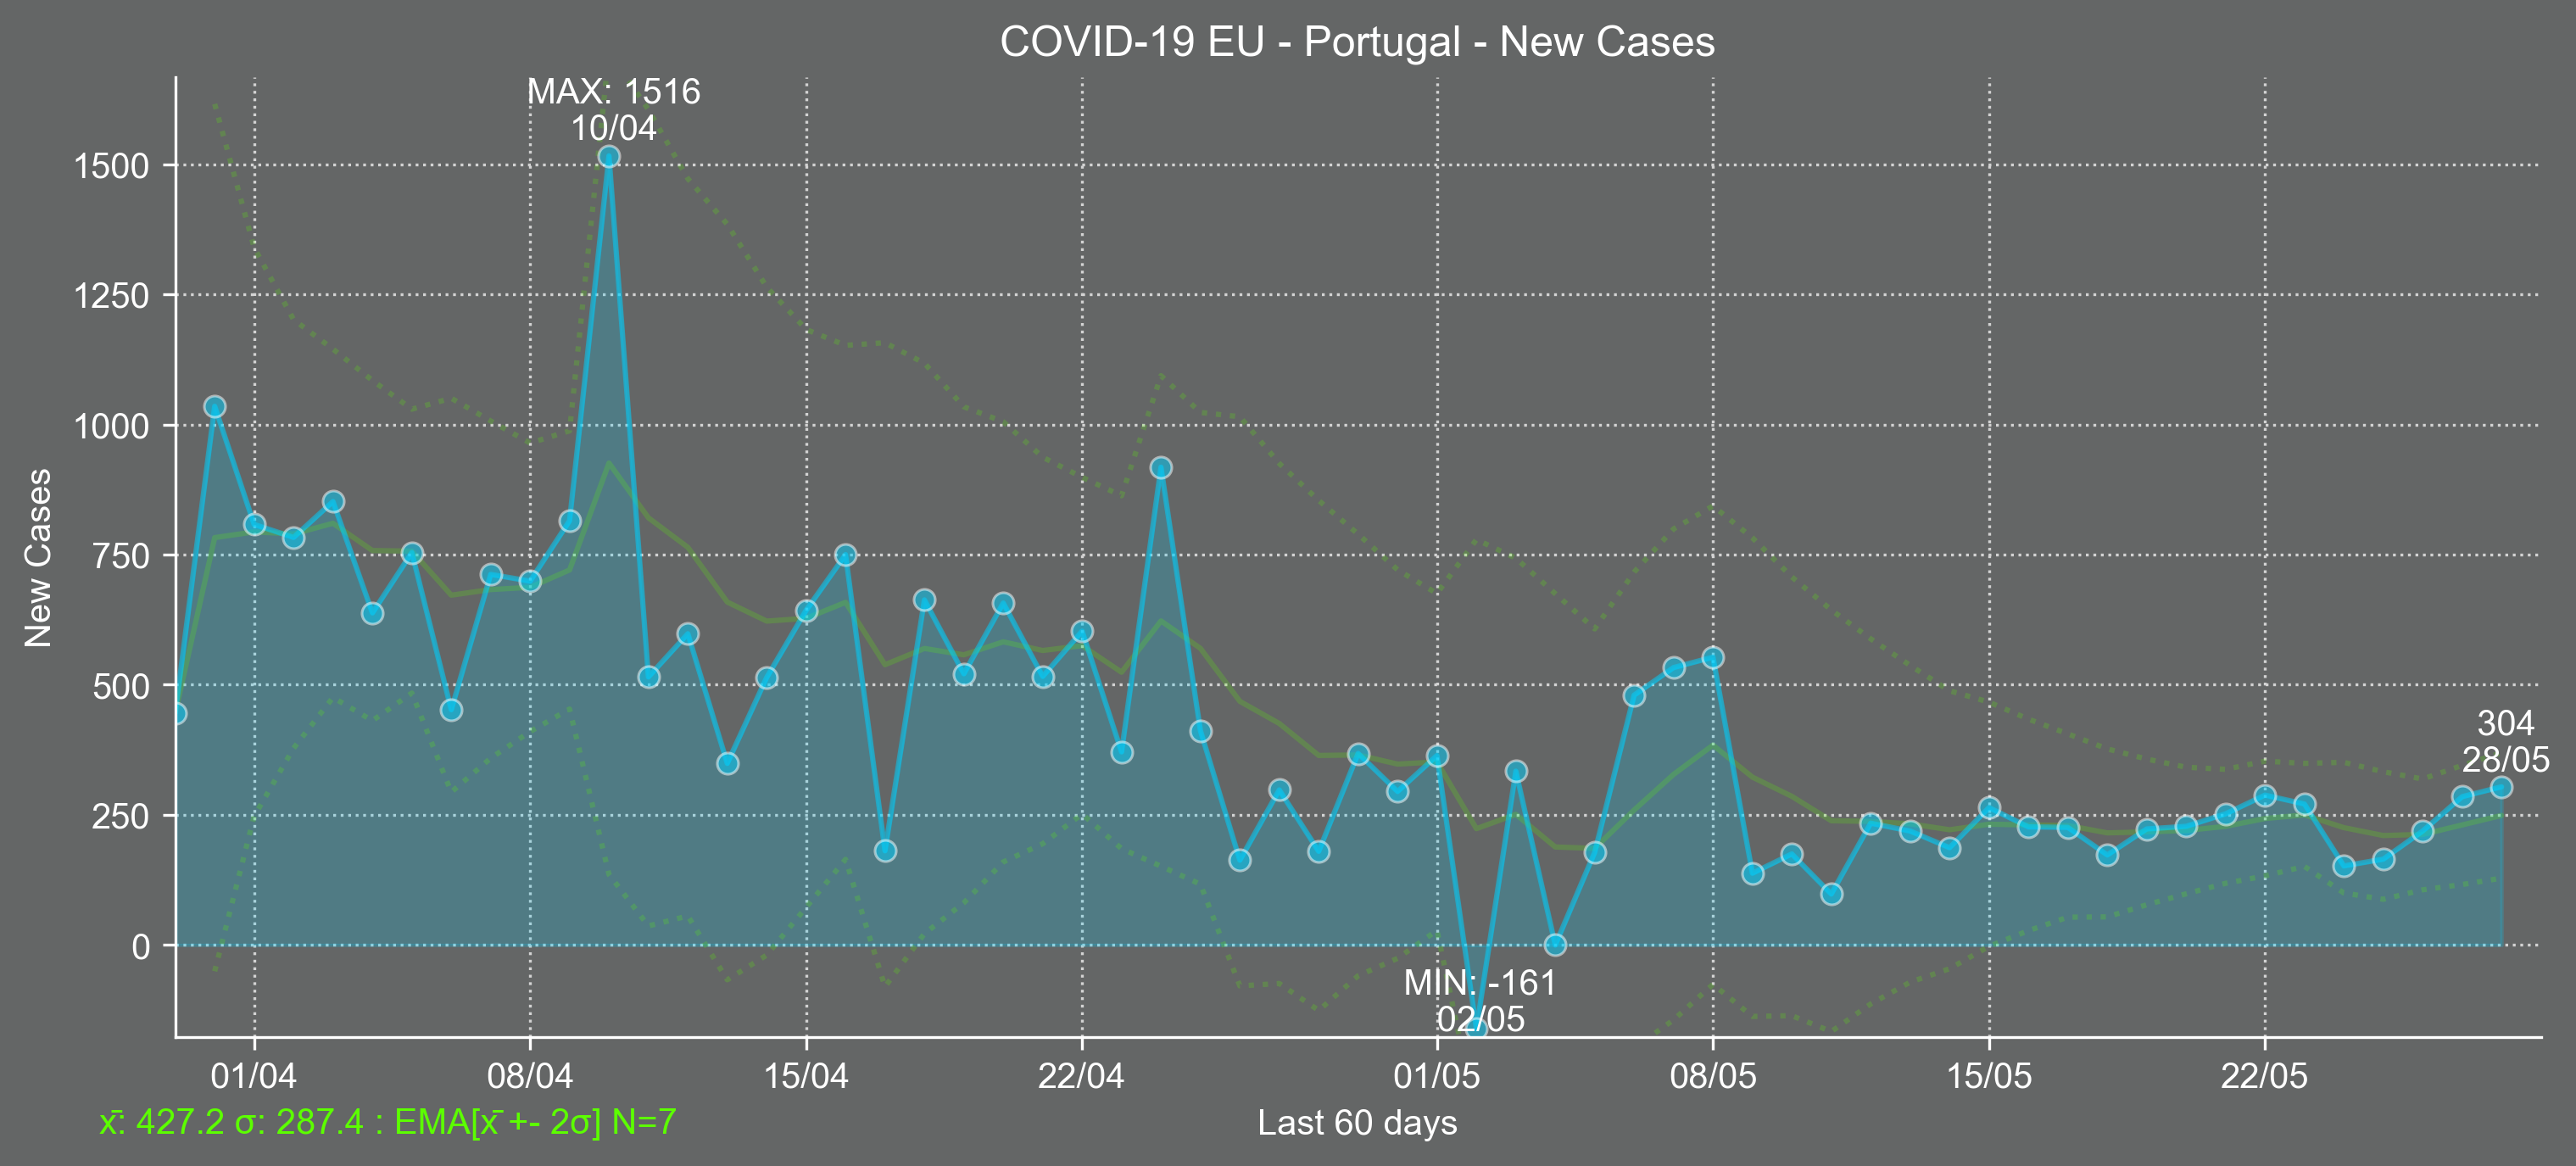 COVID-19 EU - Portugal - New Cases
MAX: 1516
10/04
1500
1250
1000
750
500
250
0
New Cases
304
28/05
MIN: -161
02/05
01/04 08/04 15/04 22/04 01/05 08/05 15/05 22/05
x̄: 427.2 σ: 287.4 : EMA[x̄ +- 2σ] N=7
Last 60 days